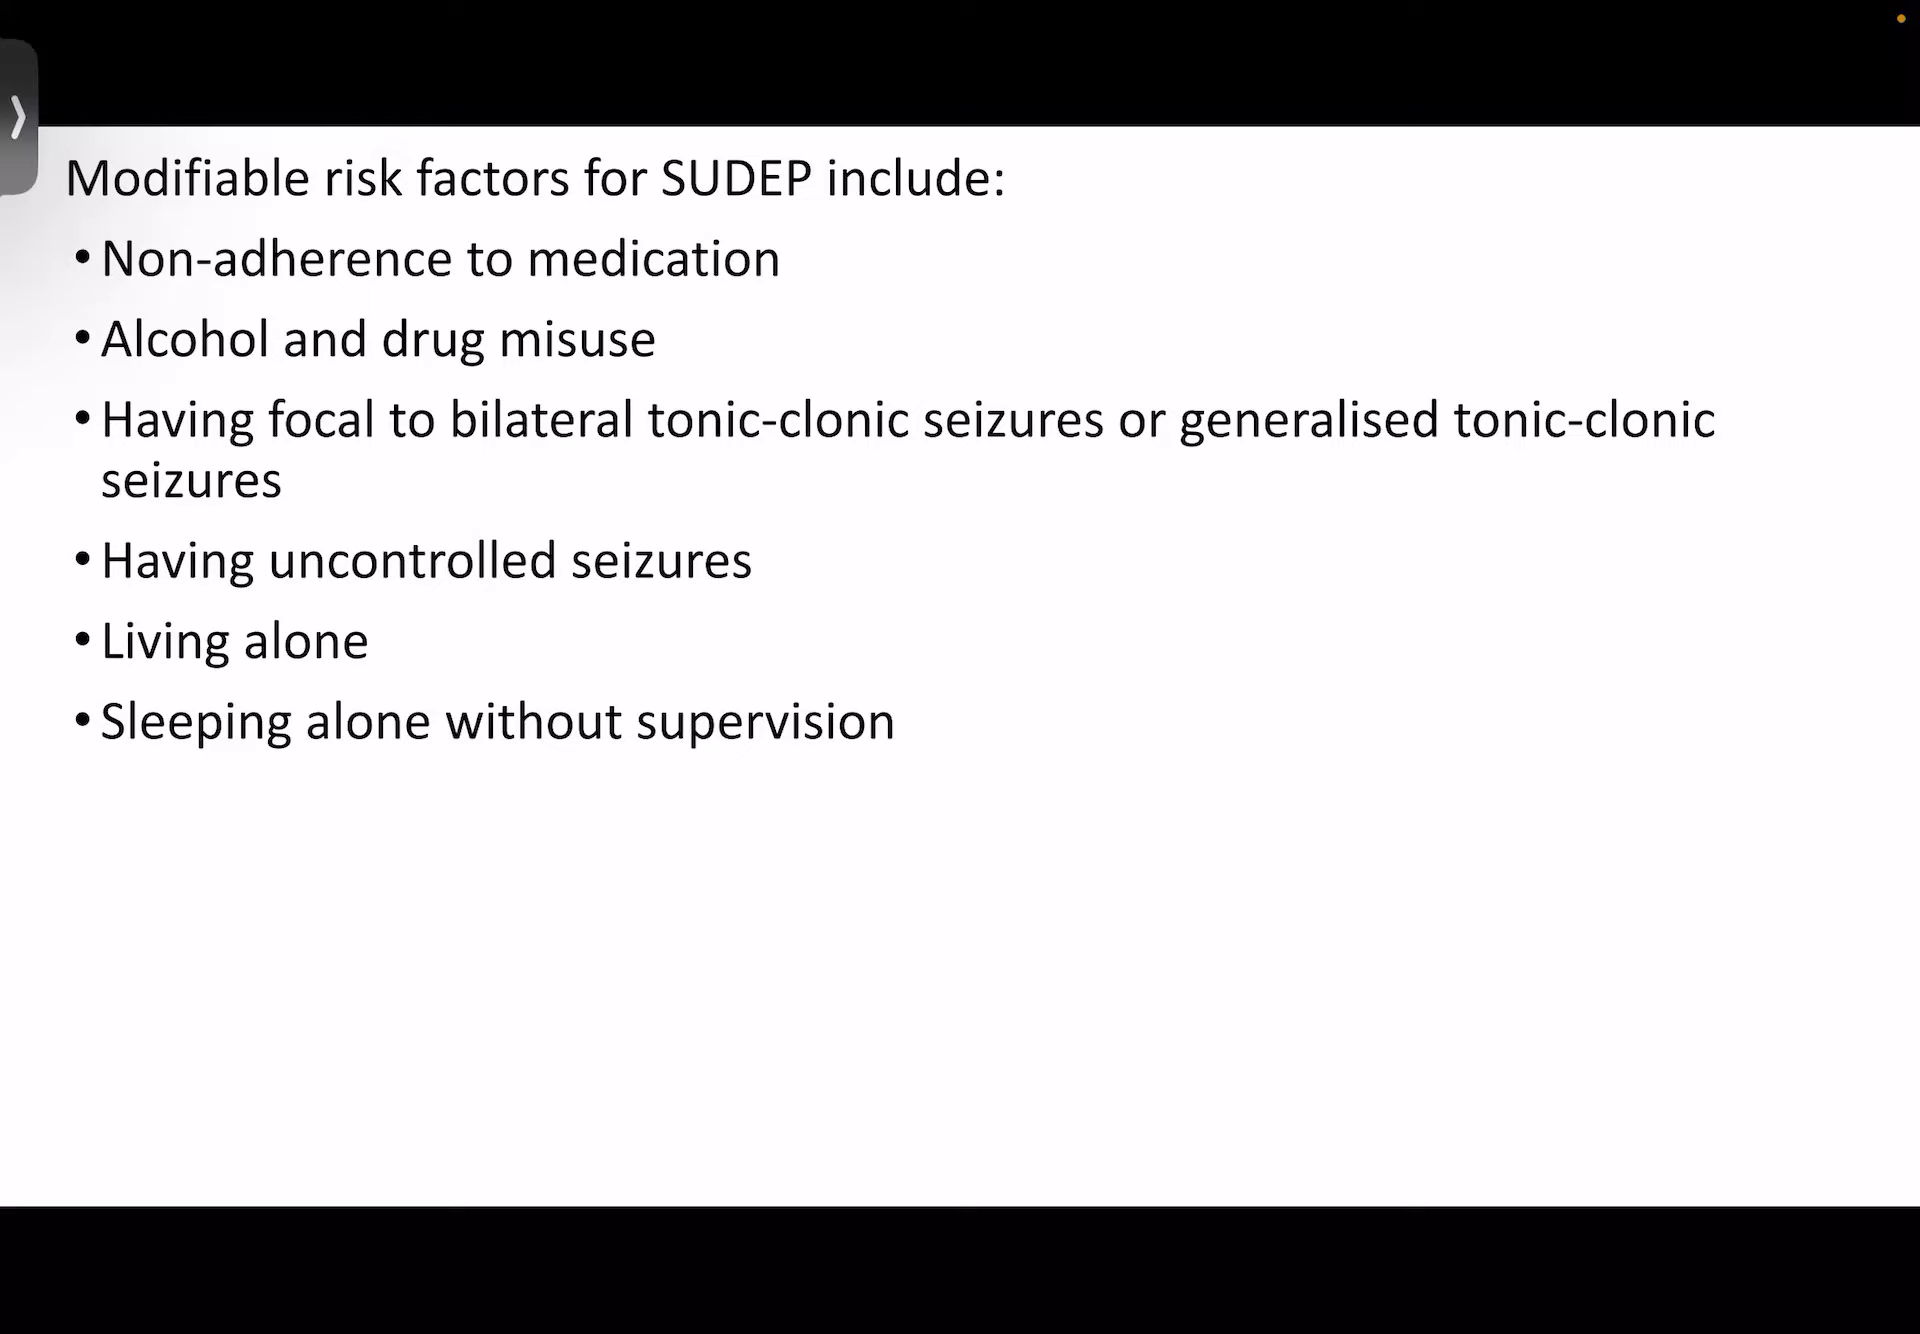 Modifiable risk factors for SUDEP include:
• Non-adherence to medication
• Alcohol and drug misuse
• Having focal to bilateral tonic-clonic seizures or generalised tonic-clonic
seizures
• Having uncontrolled seizures
• Living alone
• Sleeping alone without supervision